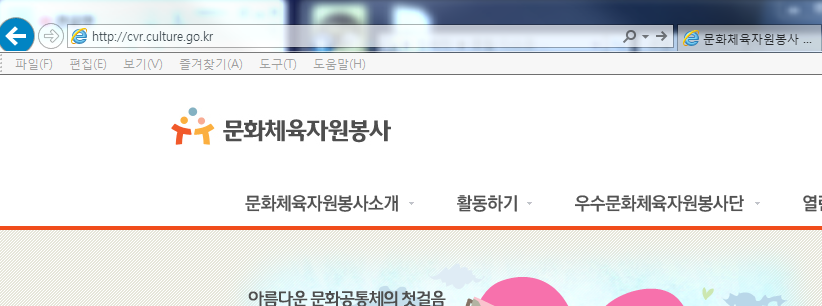 http://cvr.culture.go.kr
문화체육자원봉사 ...
파일(F) 편집(E) 보기(V) 즐겨찾기(A) 도구(T) 도움말(H)
문화체육자원봉사
문화체육자원봉사소개 활동하기 우수문화체육자원봉사단
아름다운 문화공통체의 첫걸음